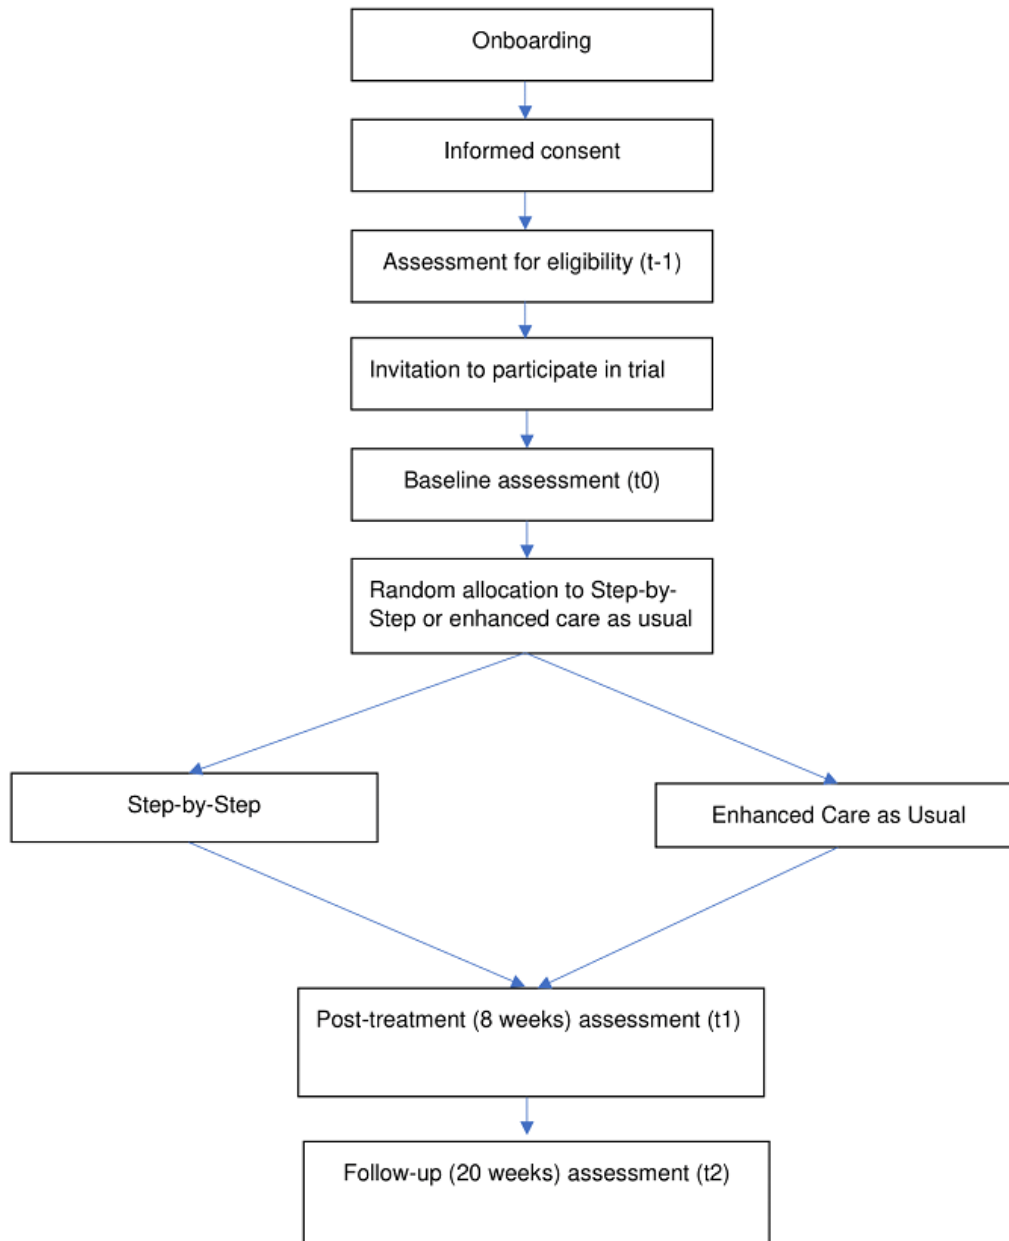 Onboarding
Informed consent
Assessment for eligibility (t-1)
Invitation to participate in trial
Baseline assessment (t0)
Random allocation to Step-by-
Step or enhanced care as usual
Step-by-Step
Enhanced Care as Usual
Post-treatment (8 weeks) assessment (t1)
Follow-up (20 weeks) assessment (t2)